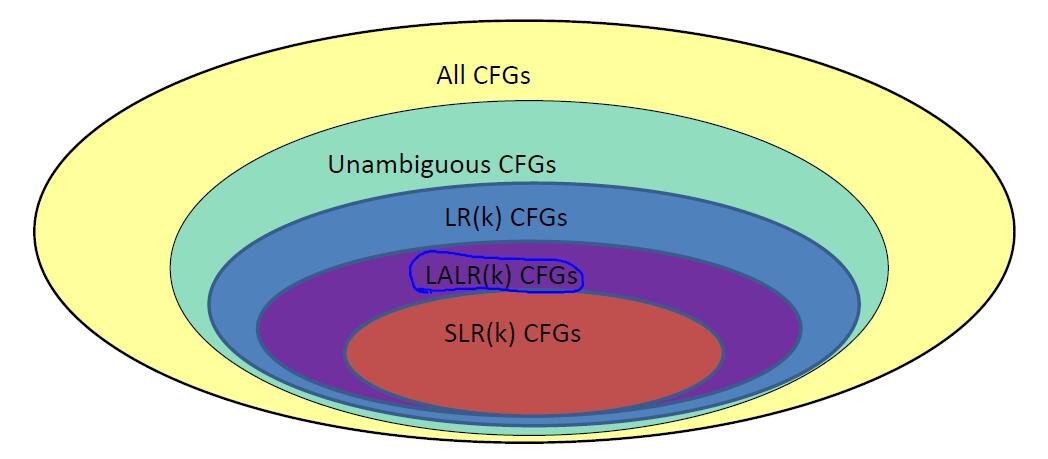 All CFGs
Unambiguous CFGs
LR(k) CFGs
LALR(k) CFGs
SLR(k) CFGs